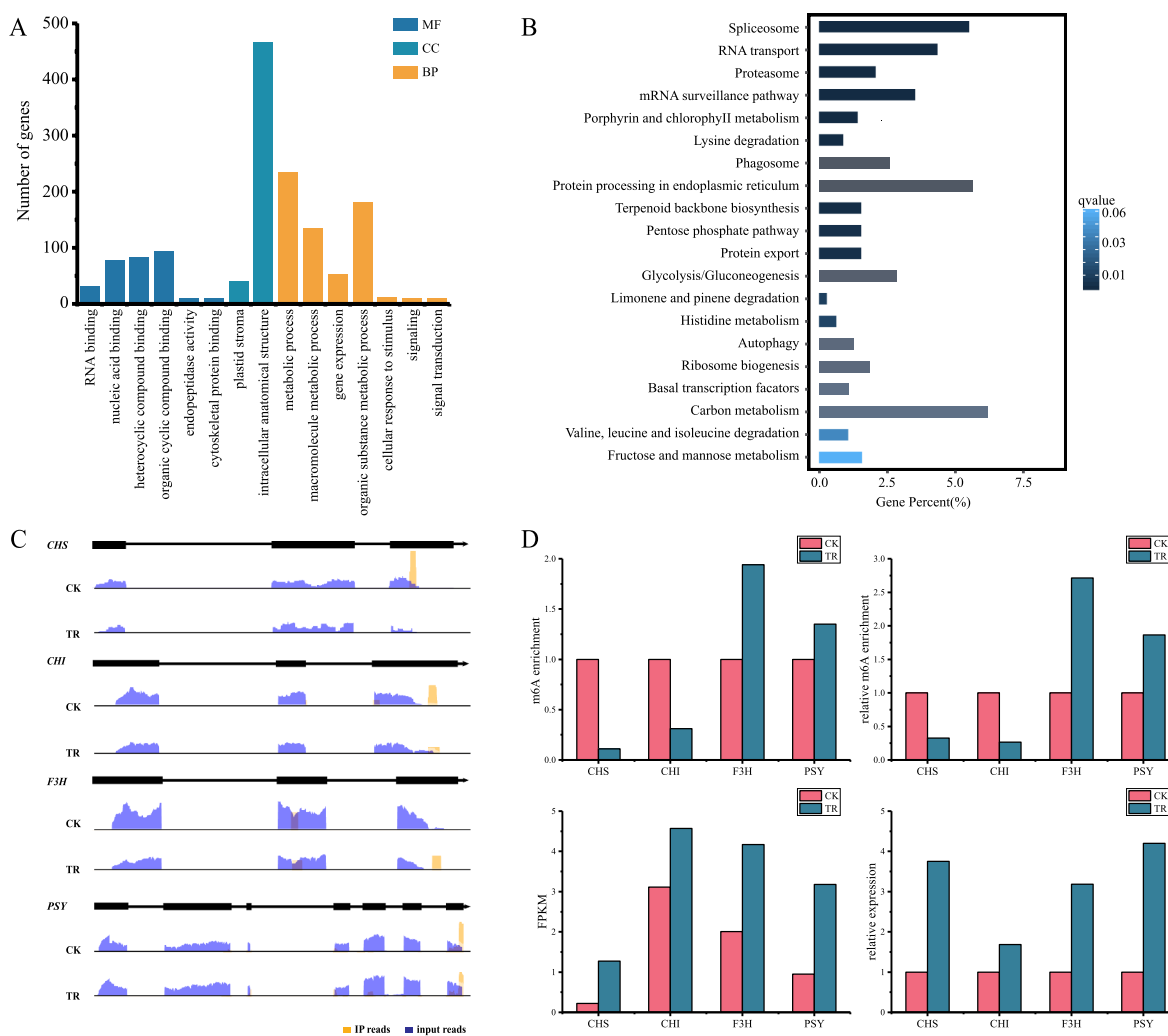 A
Number of genes
500
400
300
200
100
0
MF
CC
BP
RNA binding
nucleic acid binding
heterocyclic compound binding
organic cyclic compound binding
endopeptidase activity
cytoskeletal protein binding
plastid stroma
intracellular anatomical structure
metabolic process
macromolecule metabolic process
gene expression
organic substance metabolic process
cellular response to stimulus
signaling
signal transduction
B
Spliceosome
RNA transport
Proteasome
mRNA surveillance pathway
Porphyrin and chlorophyII metabolism
Lysine degradation
Phagosome
Protein processing in endoplasmic reticulum
Terpenoid backbone biosynthesis
Pentose phosphate pathway
Protein export
Glycolysis/Gluconeogenesis
Limonene and pinene degradation
Histidine metabolism
Autophagy
Ribosome biogenesis
Basal transcription facators
Carbon metabolism
Valine, leucine and isoleucine degradation
Fructose and mannose metabolism
0.0 2.5 5.0 7.5
Gene Percent(%)
qvalue
0.06
0.03
0.01
C
CHS
CK
TR
CHI
CK
TR
F3H
CK
TR
PSY
CK
TR
IP reads input reads
D
CK
TR
m6A enrichment
2.0
1.5
1.0
0.5
0.0
CHS CHI F3H PSY
CK
TR
relative m6A enrichment
3.0
2.5
2.0
1.5
1.0
0.5
0.0
CHS CHI F3H PSY
CK
TR
FPKM
5
4
3
2
1
0
CHS CHI F3H PSY
CK
TR
relative expression
5
4
3
2
1
0
CHS CHI F3H PSY